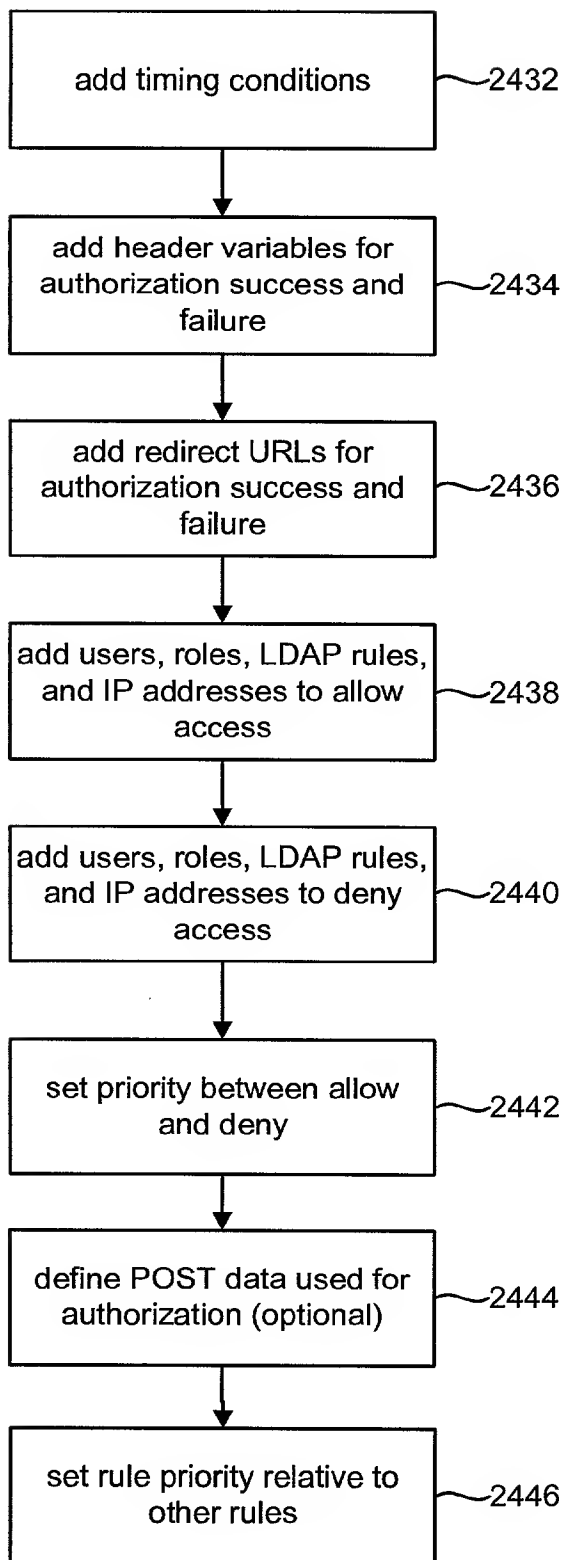 add timing conditions
2432
add header variables for
authorization success and
failure
2434
add redirect URLs for
authorization success and
failure
2436
add users, roles, LDAP rules,
and IP addresses to allow
access
2438
add users, roles, LDAP rules,
and IP addresses to deny
access
2440
set priority between allow
and deny
2442
define POST data used for
authorization (optional)
2444
set rule priority relative to
other rules
2446